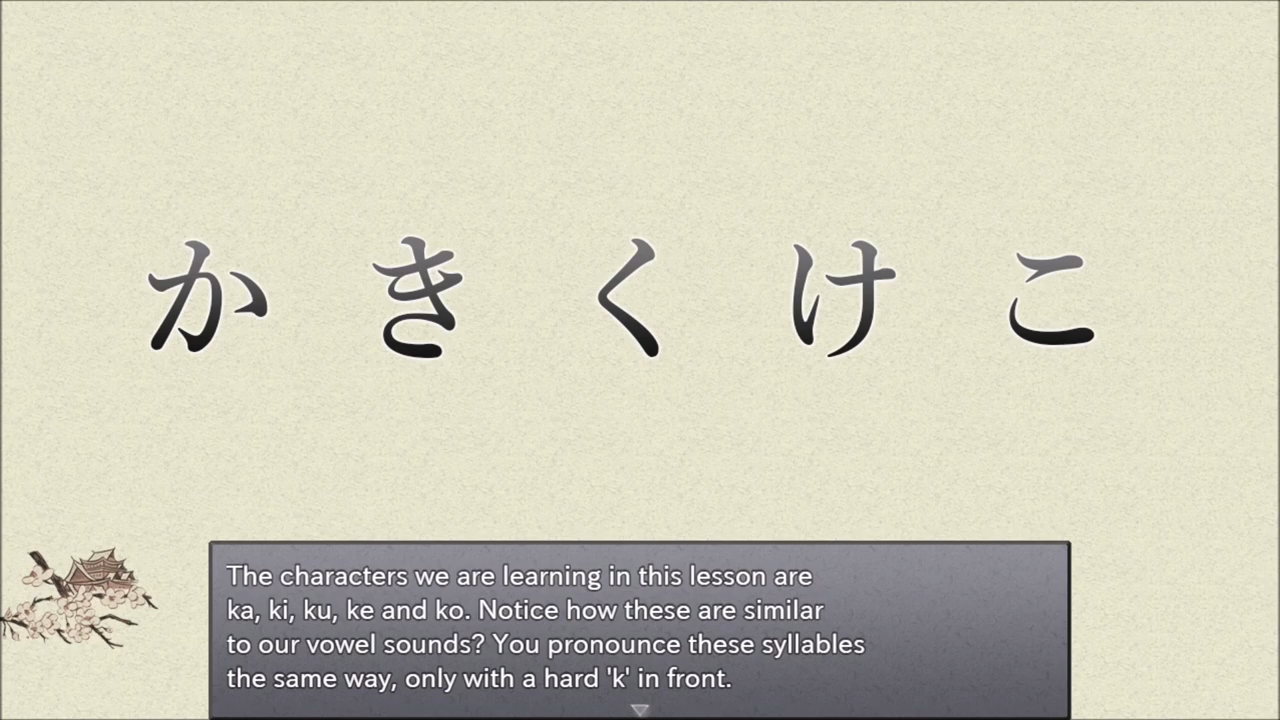 か き く け こ
The characters we are learning in this lesson are
ka, ki, ku, ke and ko. Notice how these are similar
to our vowel sounds? You pronounce these syllables
the same way, only with a hard 'k' in front.